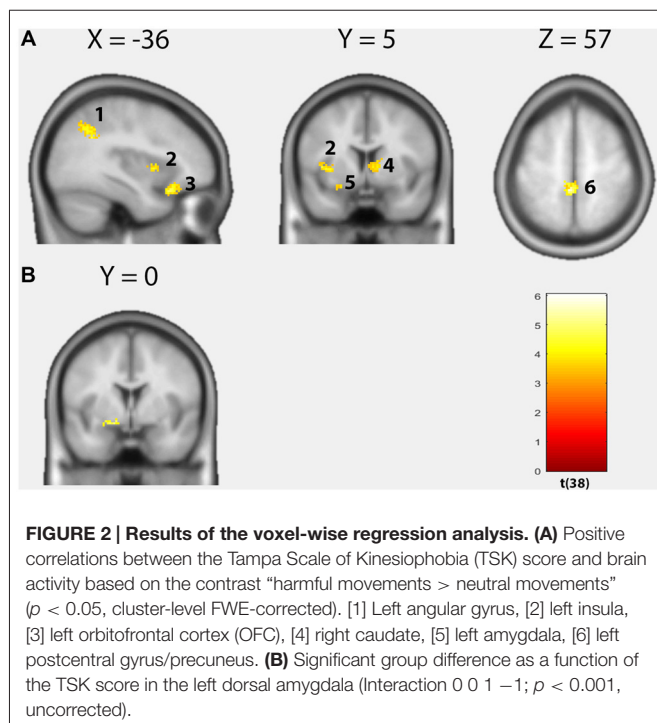 A
X = -36
Y = 5
Z = 57
1
2
3
2
4
5
6
B
Y = 0
6
5
4
3
2
1
0
t(38)
FIGURE 2 | Results of the voxel-wise regression analysis. (A) Positive
correlations between the Tampa Scale of Kinesiophobia (TSK) score and brain
activity based on the contrast “harmful movements > neutral movements”
(p < 0.05, cluster-level FWE-corrected). [1] Left angular gyrus, [2] left insula,
[3] left orbitofrontal cortex (OFC), [4] right caudate, [5] left amygdala, [6] left
postcentral gyrus/precuneus. (B) Significant group difference as a function of
the TSK score in the left dorsal amygdala (Interaction 0 0 1 −1; p < 0.001,
uncorrected).